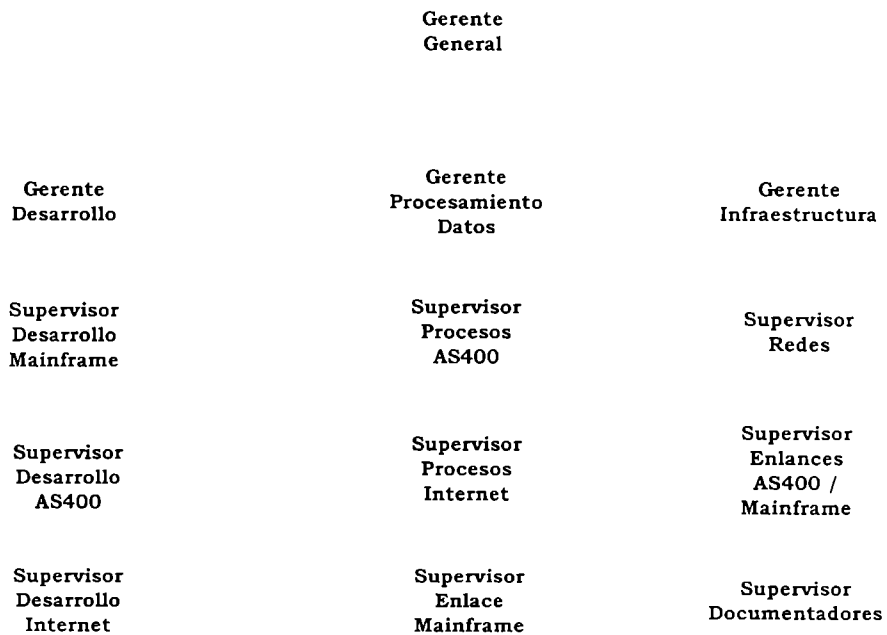 Gerente
General
Gerente
Desarrollo
Gerente
Procesamiento
Datos
Gerente
Infraestructura
Supervisor
Desarrollo
Mainframe
Supervisor
Procesos
AS400
Supervisor
Redes
Supervisor
Desarrollo
AS400
Supervisor
Procesos
Internet
Supervisor
Enlances
AS400 /
Mainframe
Supervisor
Desarrollo
Internet
Supervisor
Enlace
Mainframe
Supervisor
Documentadores